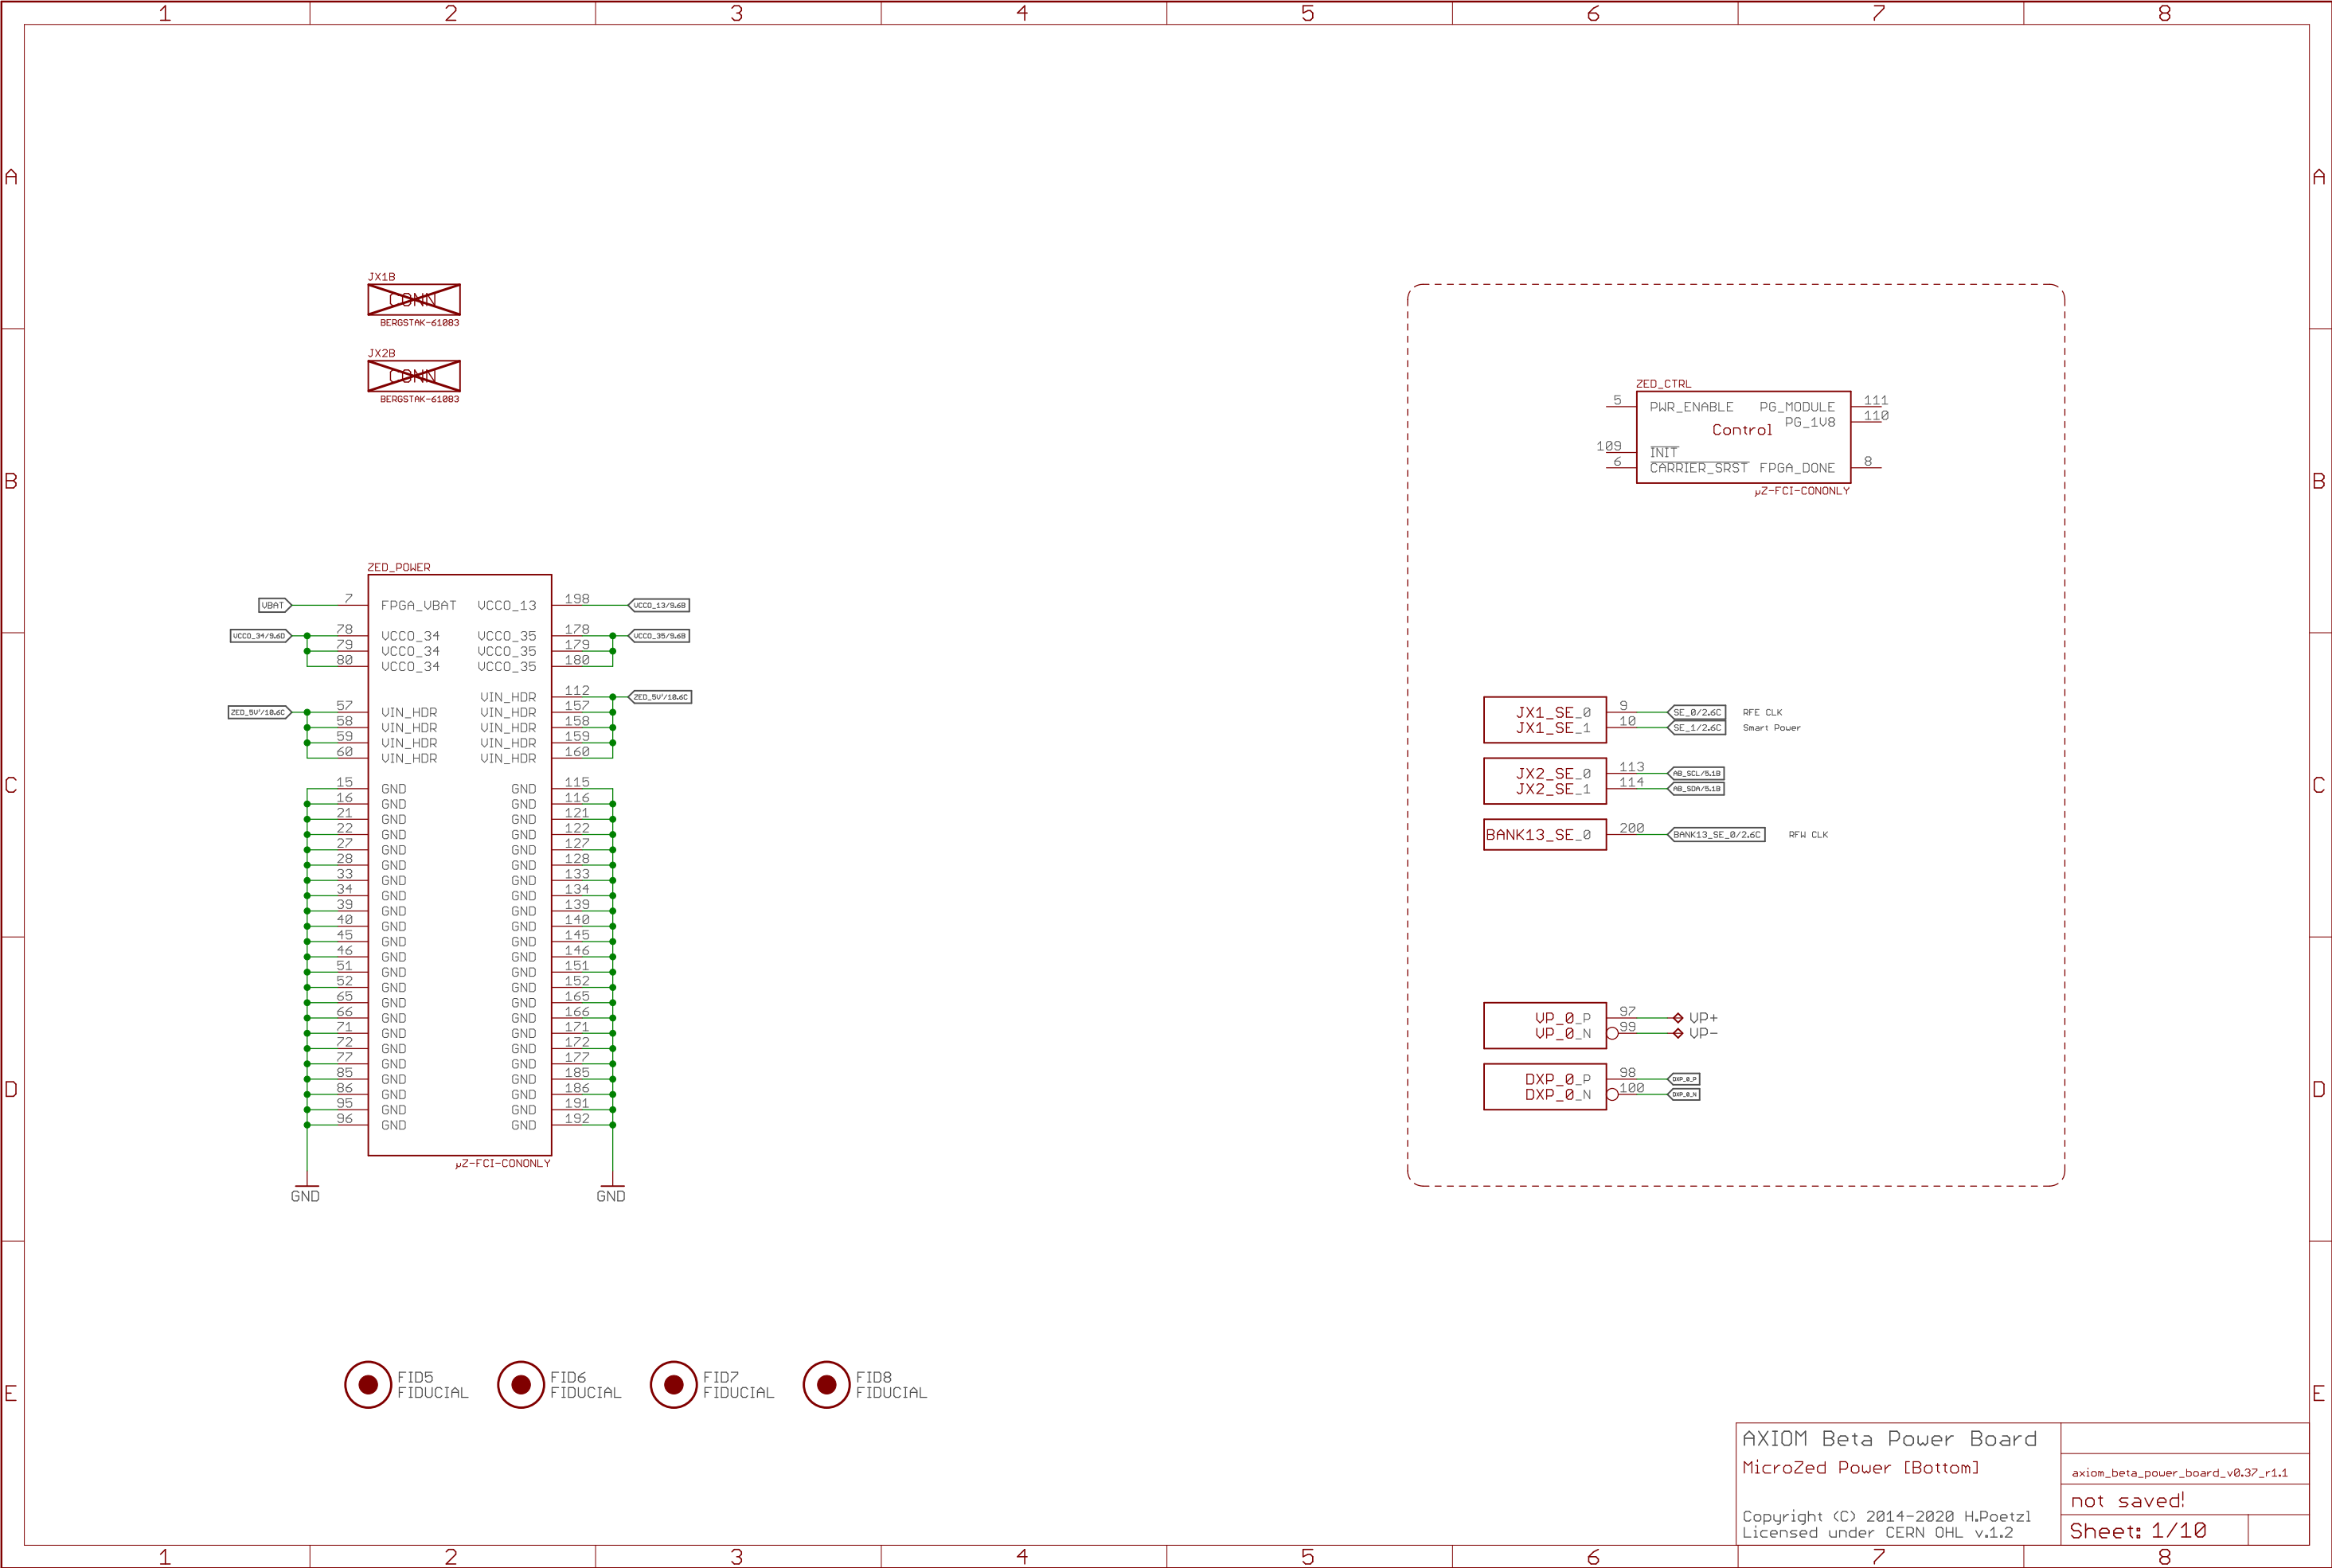 1 2 3 4 5 6 7 8
A A
B B
C C
D D
E E
JX1B
CONN
BERGSTAK-61083
JX2B
CONN
BERGSTAK-61083
ZED_POWER
VBAT 7 FPGA_VBAT VCCO_13 198 VCCO_13/9.6B
VCCO_34/9.6D 78 VCCO_34 VCCO_35 178 VCCO_35/9.6B
79 VCCO_34 VCCO_35 179
80 VCCO_34 VCCO_35 180
VIN_HDR 112 ZED_5V'/10.6C
ZED_5V'/10.6C 57 VIN_HDR VIN_HDR 157
58 VIN_HDR VIN_HDR 158
59 VIN_HDR VIN_HDR 159
60 VIN_HDR VIN_HDR 160
15 GND GND 115
16 GND GND 116
21 GND GND 121
22 GND GND 122
27 GND GND 127
28 GND GND 128
33 GND GND 133
34 GND GND 134
39 GND GND 139
40 GND GND 140
45 GND GND 145
46 GND GND 146
51 GND GND 151
52 GND GND 152
65 GND GND 165
66 GND GND 166
71 GND GND 171
72 GND GND 172
77 GND GND 177
85 GND GND 185
86 GND GND 186
95 GND GND 191
96 GND GND 192
µZ-FCI-CONONLY
GND GND
ZED_CTRL
5 PWR_ENABLE PG_MODULE 111
PG_1V8 110
Control
109 INIT
6 CARRIER_SRST FPGA_DONE 8
µZ-FCI-CONONLY
JX1_SE_0 9 SE_0/2.6C RFE CLK
JX1_SE_1 10 SE_1/2.6C Smart Power
JX2_SE_0 113 AB_SCL/5.1B
JX2_SE_1 114 AB_SDA/5.1B
BANK13_SE_0 200 BANK13_SE_0/2.6C RFW CLK
VP_0_P 97 VP+
VP_0_N 99 VP-
DXP_0_P 98 DXP_0_P
DXP_0_N 100 DXP_0_N
FID5 FIDUCIAL
FID6 FIDUCIAL
FID7 FIDUCIAL
FID8 FIDUCIAL
AXIOM Beta Power Board
MicroZed Power [Bottom]
Copyright (C) 2014-2020 H.Poetzl
Licensed under CERN OHL v.1.2
axiom_beta_power_board_v0.37_r1.1
not saved!
Sheet: 1/10
1 2 3 4 5 6 7 8